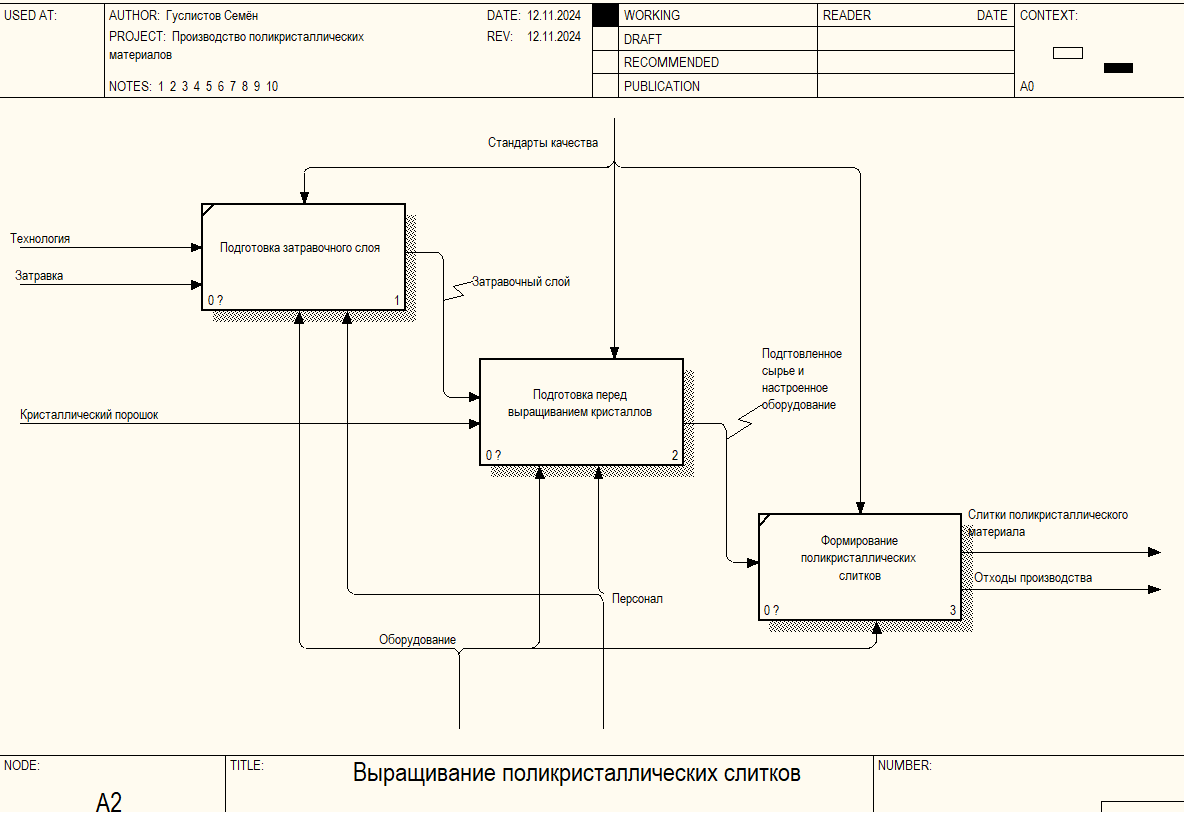 USED AT:
AUTHOR: Гуслистов Семён
DATE: 12.11.2024
PROJECT: Производство поликристаллических
материалов
REV: 12.11.2024
NOTES: 1 2 3 4 5 6 7 8 9 10
WORKING
DRAFT
RECOMMENDED
PUBLICATION
READER
DATE
CONTEXT:
A0
Стандарты качества
Технология
Затравка
Подготовка затравочного слоя
0 ?
1
Затравочный слой
Кристаллический порошок
Подготовка перед
выращиванием кристаллов
0 ?
2
Подгтовленное
сырье и
настроенное
оборудование
Формирование
поликристаллических
слитков
0 ?
3
Слитки поликристаллического
материала
Отходы производства
Персонал
Оборудование
NODE:
A2
TITLE:
Выращивание поликристаллических слитков
NUMBER: